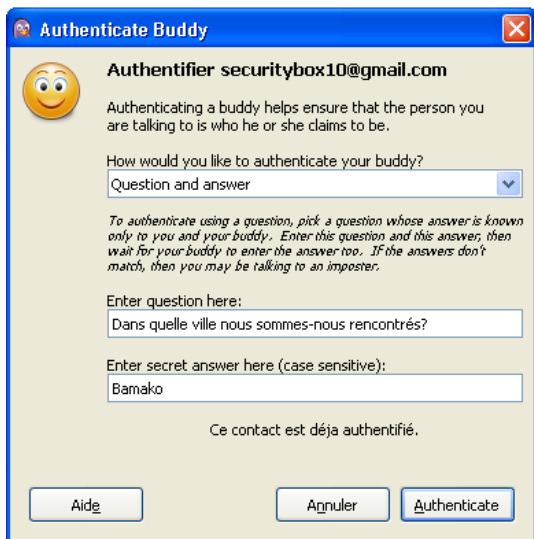 Authenticate Buddy
Authentifier securitybox10@gmail.com
Authenticating a buddy helps ensure that the person you
are talking to is who he or she claims to be.
How would you like to authenticate your buddy?
Question and answer
To authenticate using a question, pick a question whose answer is known
only to you and your buddy. Enter this question and this answer, then
wait for your buddy to enter the answer too. If the answers don't
match, then you may be talking to an imposter.
Enter question here:
Dans quelle ville nous sommes-nous rencontrés?
Enter secret answer here (case sensitive):
Bamako
Ce contact est déja authentifié.
Aide
Annuler
Authenticate